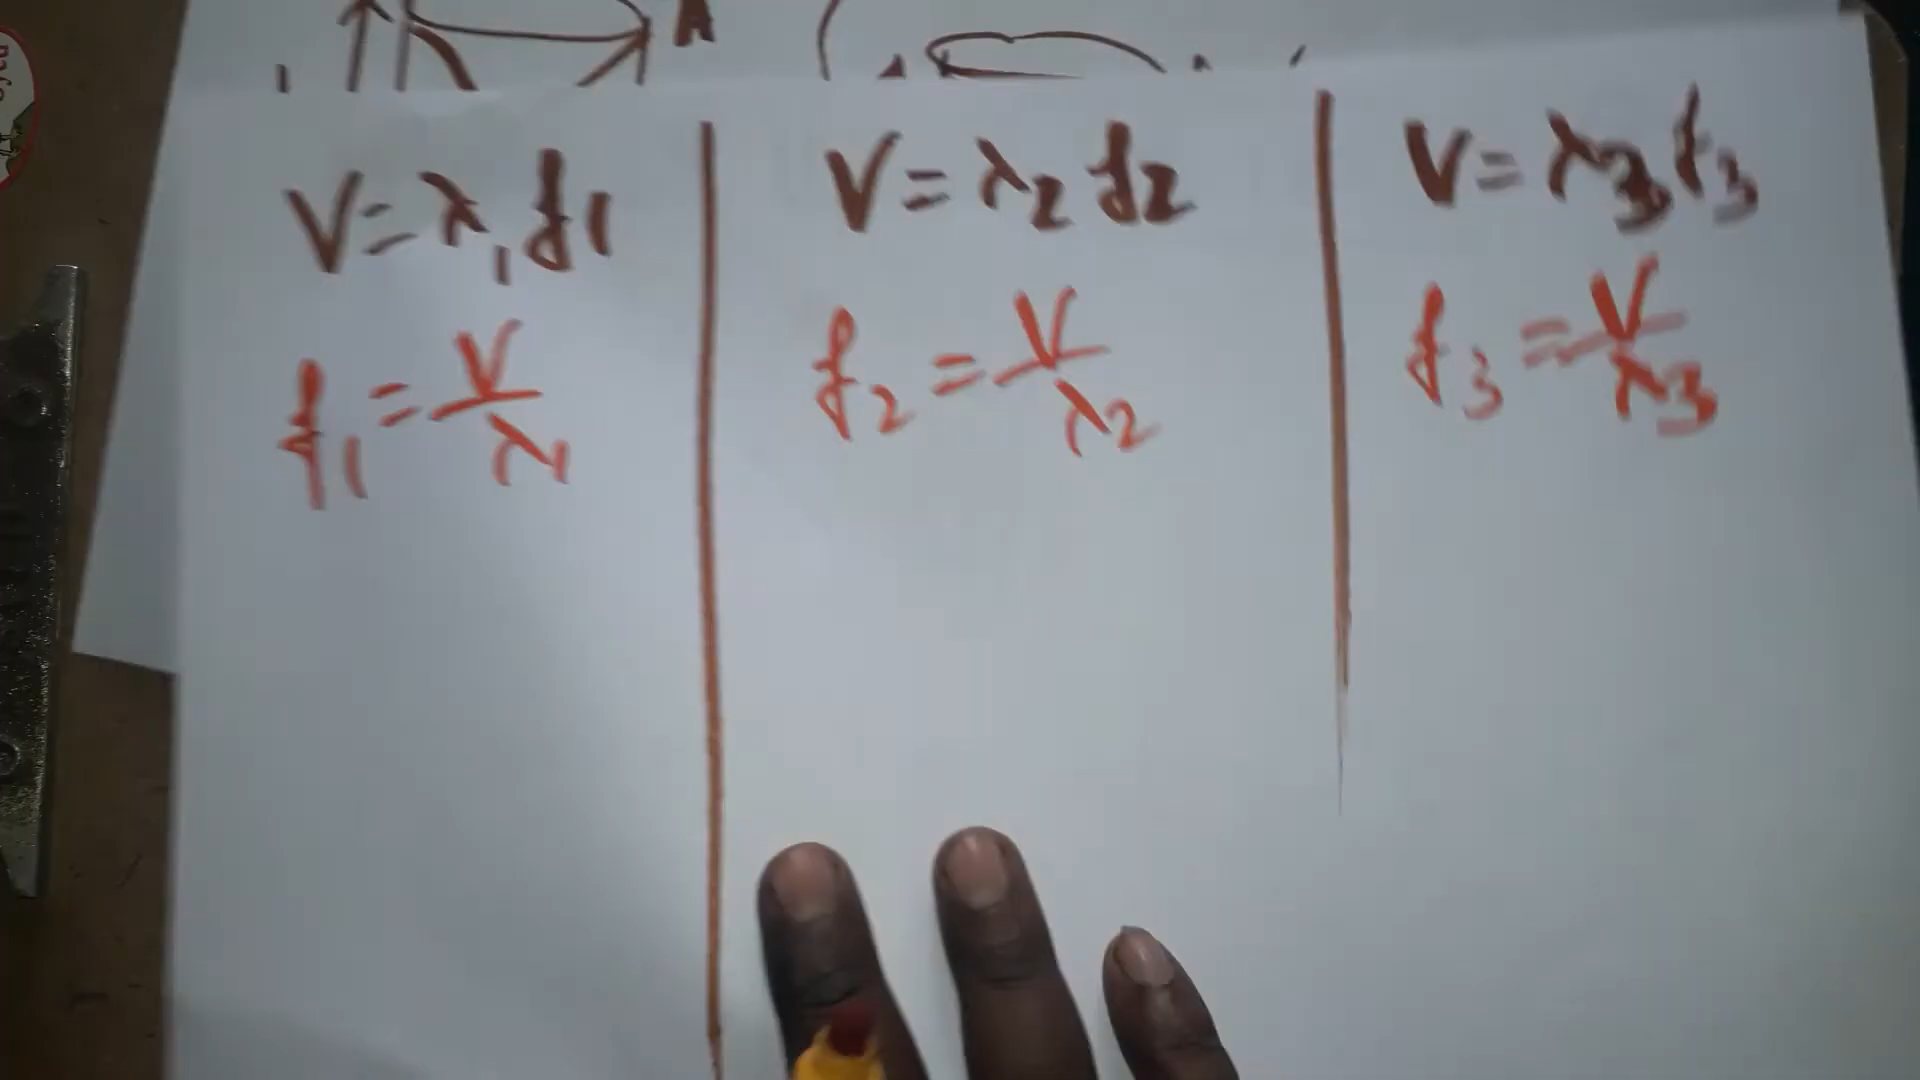 V = λ₁ f₁
f₁ = V/λ₁
V = λ₂ f₂
f₂ = V/λ₂
V = λ₃ f₃
f₃ = V/λ₃
A